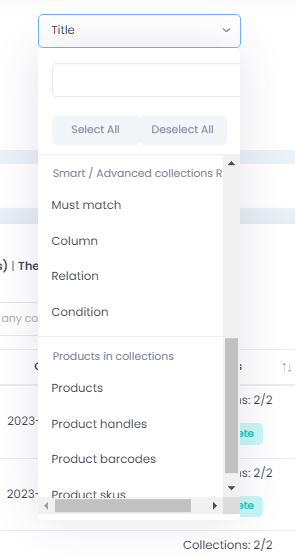 Title
Select All
Deselect All
Smart / Advanced collections R
Must match
Column
Relation
s) | The
Condition
any co
Products in collections
Products
2/2
2023-
Product handles
ete
Product barcodes
2/2
2023-
Product skus
ete
Collections: 2/2